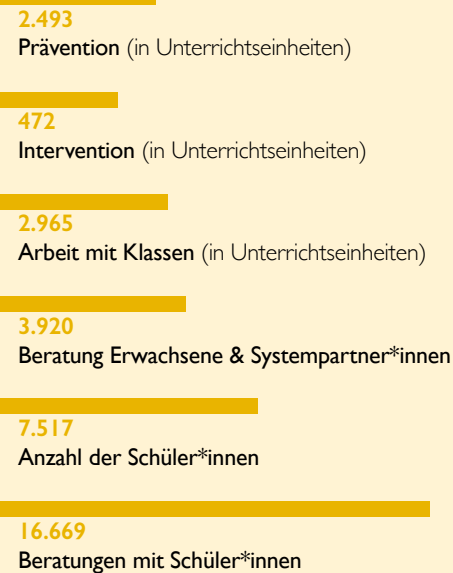 2.493
Prävention (in Unterrichtseinheiten)
472
Intervention (in Unterrichtseinheiten)
2.965
Arbeit mit Klassen (in Unterrichtseinheiten)
3.920
Beratung Erwachsene & Systempartner*innen
7.517
Anzahl der Schüler*innen
16.669
Beratungen mit Schüler*innen